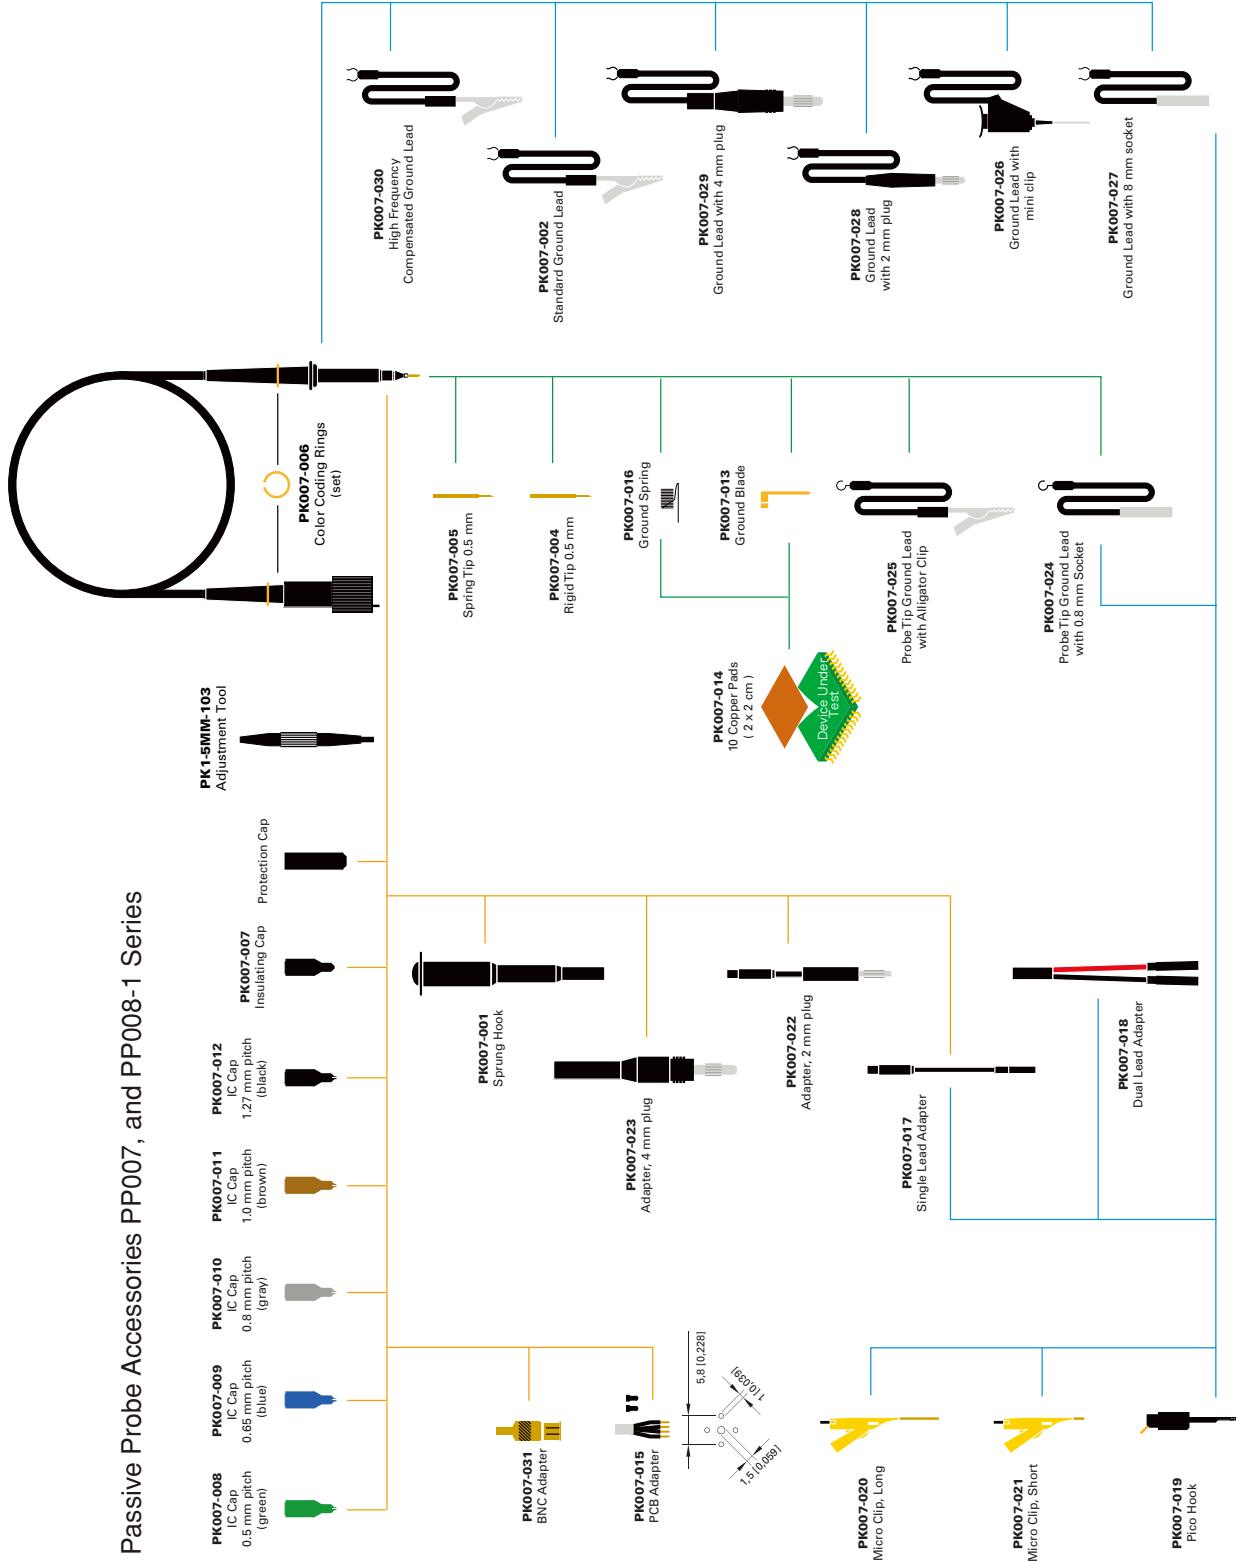 Passive Probe Accessories PP007, and PP008-1 Series
PK007-008
IC Cap
0.5 mm pitch
(green)
PK007-009
IC Cap
0.65 mm pitch
(blue)
PK007-010
IC Cap
0.8 mm pitch
(gray)
PK007-011
IC Cap
1.0 mm pitch
(brown)
PK007-012
IC Cap
1.27 mm pitch
(black)
PK007-007
Insulating Cap
Protection Cap
PK1-5MM-103
Adjustment Tool
PK007-006
Color Coding Rings
(set)
PK007-030
High Frequency
Compensated Ground Lead
PK007-002
Standard Ground Lead
PK007-029
Ground Lead with 4 mm plug
PK007-028
Ground Lead
with 2 mm plug
PK007-026
Ground Lead with
mini clip
PK007-027
Ground Lead with 8 mm socket
PK007-005
Spring Tip 0.5 mm
PK007-004
Rigid Tip 0.5 mm
PK007-016
Ground Spring
PK007-013
Ground Blade
PK007-025
Probe Tip Ground Lead
with Alligator Clip
PK007-024
Probe Tip Ground Lead
with 0.8 mm Socket
PK007-014
10 Copper Pads
( 2 x 2 cm )
Device Under
Test
PK007-001
Sprung Hook
PK007-023
Adapter, 4 mm plug
PK007-022
Adapter, 2 mm plug
PK007-017
Single Lead Adapter
PK007-018
Dual Lead Adapter
PK007-031
BNC Adapter
PK007-015
PCB Adapter
5,8 [0,228]
1 [0,039]
1,5 [0,059]
PK007-020
Micro Clip, Long
PK007-021
Micro Clip, Short
PK007-019
Pico Hook